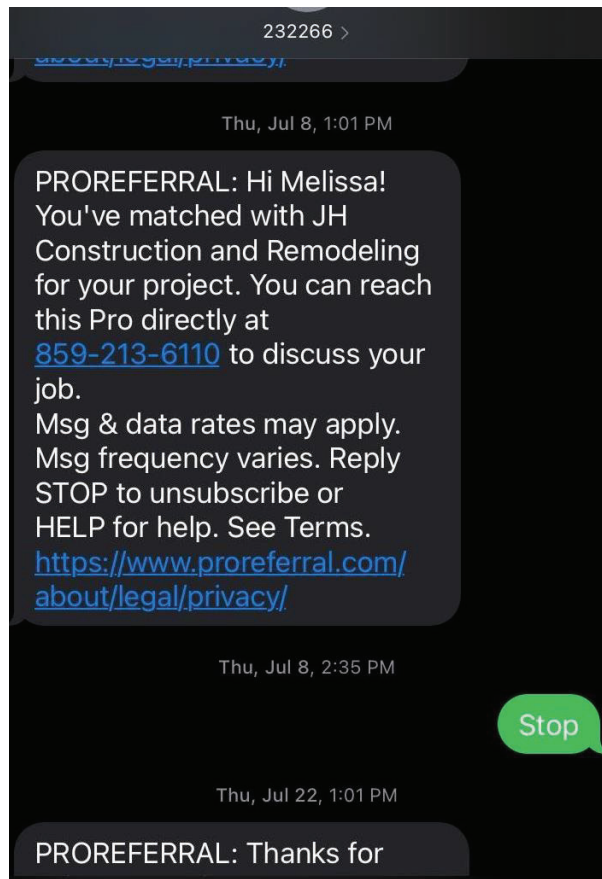 232266 >
about/legal/privacy/
Thu, Jul 8, 1:01 PM
PROREFERRAL: Hi Melissa!
You've matched with JH
Construction and Remodeling
for your project. You can reach
this Pro directly at
859-213-6110 to discuss your
job.
Msg & data rates may apply.
Msg frequency varies. Reply
STOP to unsubscribe or
HELP for help. See Terms.
https://www.proreferral.com/
about/legal/privacy/
Thu, Jul 8, 2:35 PM
Stop
Thu, Jul 22, 1:01 PM
PROREFERRAL: Thanks for